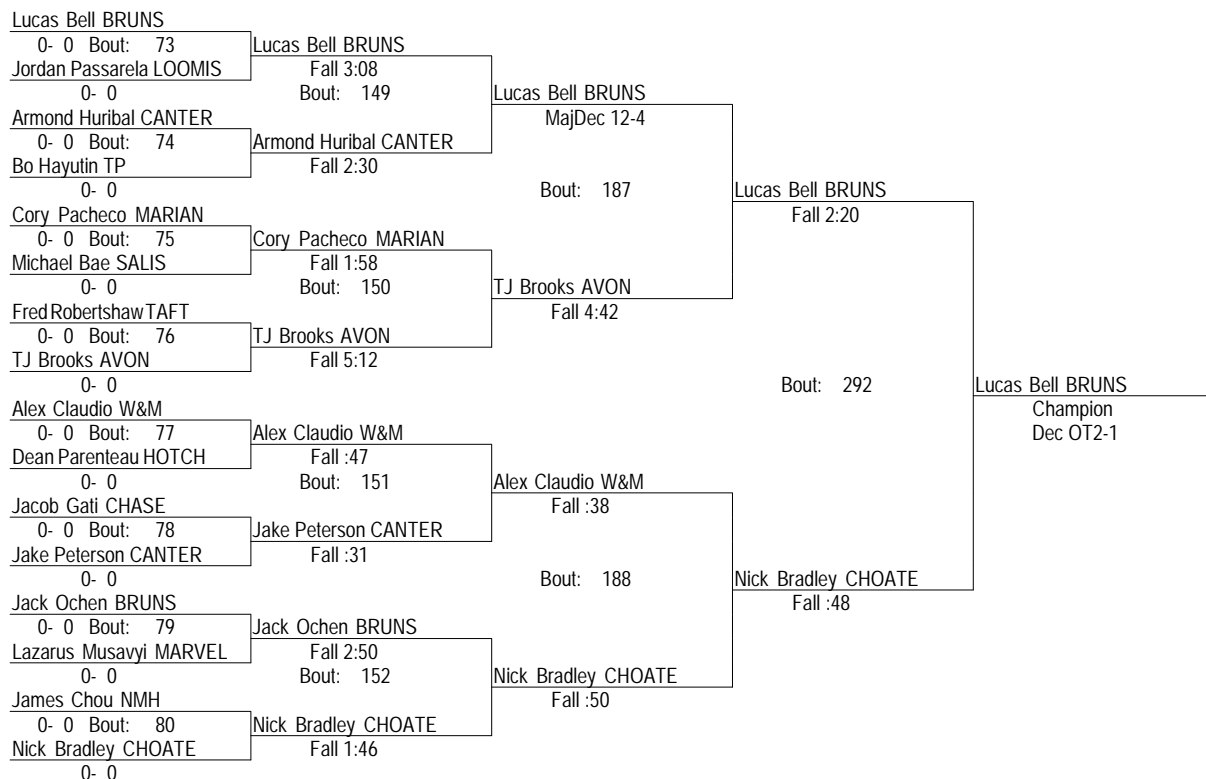 Lucas Bell BRUNS
0- 0 Bout: 73
Lucas Bell BRUNS
Jordan Passarela LOOMIS
Fall 3:08
0- 0
Bout: 149
Lucas Bell BRUNS
Armond Huribal CANTER
MajDec 12-4
0- 0 Bout: 74
Armond Huribal CANTER
Bo Hayutin TP
Fall 2:30
0- 0
Bout: 187
Lucas Bell BRUNS
Cory Pacheco MARIAN
Fall 2:20
0- 0 Bout: 75
Cory Pacheco MARIAN
Michael Bae SALIS
Fall 1:58
0- 0
Bout: 150
TJ Brooks AVON
Fred Robertshaw TAFT
Fall 4:42
0- 0 Bout: 76
TJ Brooks AVON
TJ Brooks AVON
Fall 5:12
0- 0
Bout: 292
Lucas Bell BRUNS
Alex Claudio W&M
Champion
0- 0 Bout: 77
Alex Claudio W&M
Dec OT2-1
Dean Parenteau HOTCH
Fall :47
0- 0
Bout: 151
Alex Claudio W&M
Jacob Gati CHASE
Fall :38
0- 0 Bout: 78
Jake Peterson CANTER
Jake Peterson CANTER
Fall :31
0- 0
Bout: 188
Nick Bradley CHOATE
Jack Ochen BRUNS
Fall :48
0- 0 Bout: 79
Jack Ochen BRUNS
Lazarus Musavyi MARVEL
Fall 2:50
0- 0
Bout: 152
Nick Bradley CHOATE
James Chou NMH
Fall :50
0- 0 Bout: 80
Nick Bradley CHOATE
Nick Bradley CHOATE
Fall 1:46
0- 0